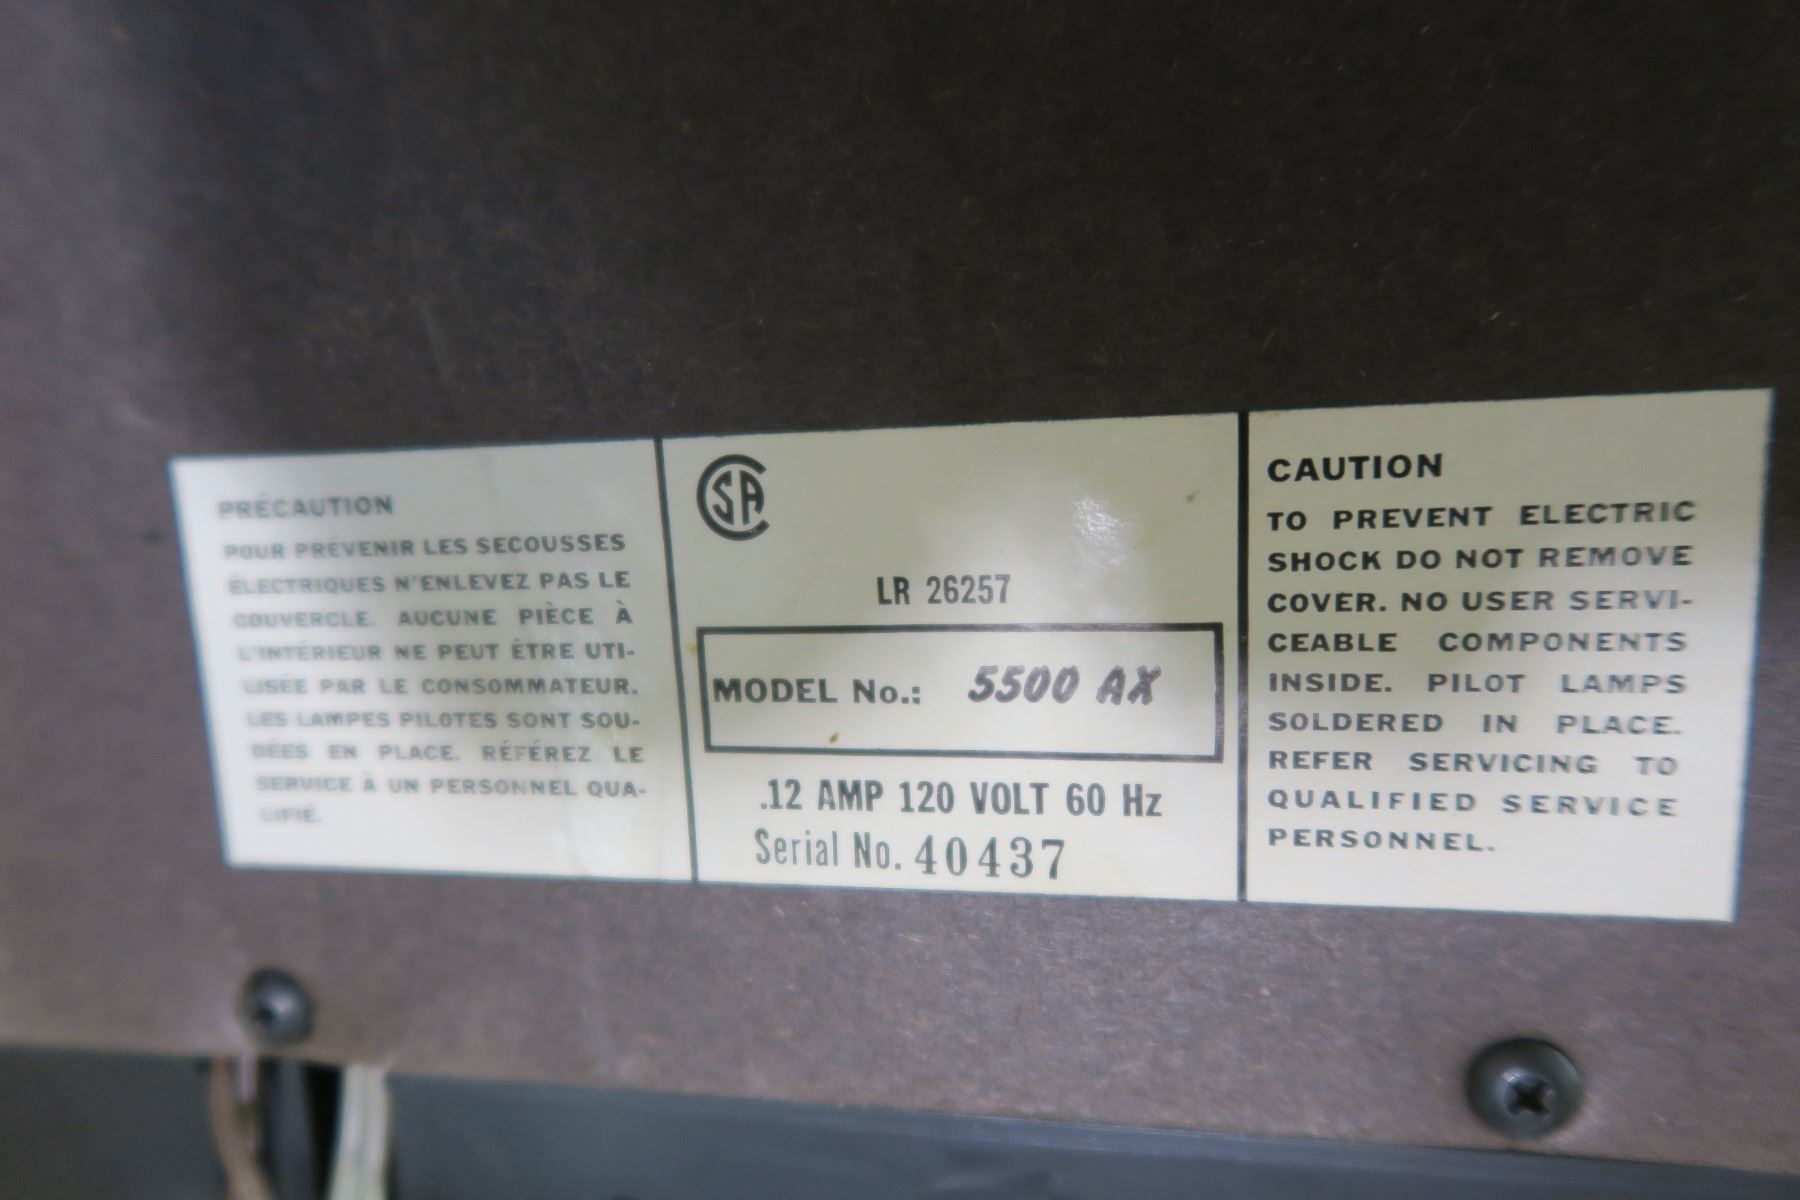 PRÉCAUTION
POUR PRÉVENIR LES SECOUSSES
ÉLECTRIQUES N'ENLEVEZ PAS LE
COUVERCLE. AUCUNE PIÈCE À
L'INTÉRIEUR NE PEUT ÊTRE UTI-
LISÉE PAR LE CONSOMMATEUR.
LES LAMPES PILOTES SONT SOU-
DÉES EN PLACE. RÉFÉREZ LE
SERVICE À UN PERSONNEL QUA-
LIFIÉ.
CSA
LR 26257
MODEL No.: 5500 AX
.12 AMP 120 VOLT 60 Hz
Serial No. 40437
CAUTION
TO PREVENT ELECTRIC
SHOCK DO NOT REMOVE
COVER. NO USER SERVI-
CEABLE COMPONENTS
INSIDE. PILOT LAMPS
SOLDERED IN PLACE.
REFER SERVICING TO
QUALIFIED SERVICE
PERSONNEL.